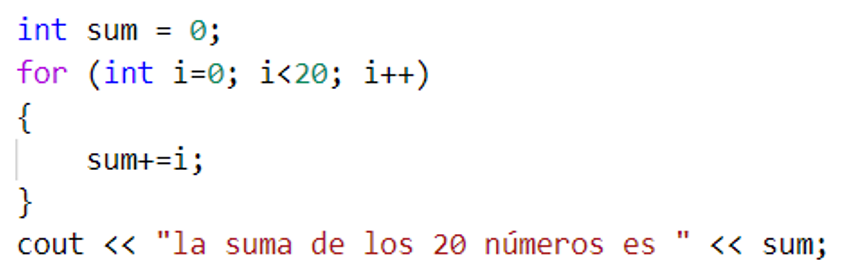 int sum = 0;
for (int i=0; i<20; i++)
{
    sum+=i;
}
cout << "la suma de los 20 números es " << sum;